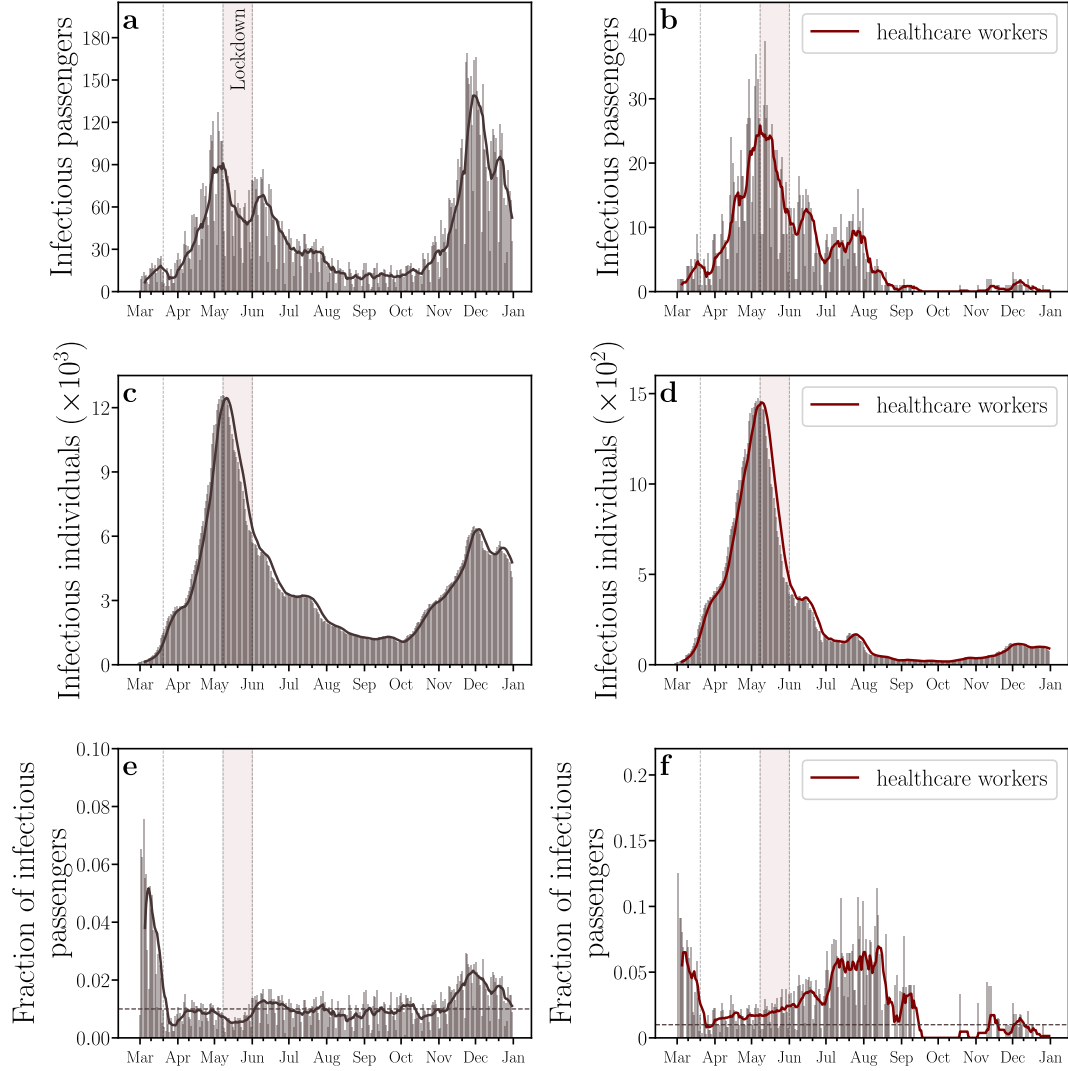 a
Lockdown
Infectious passengers
180
150
120
90
60
30
0
Mar Apr May Jun Jul Aug Sep Oct Nov Dec Jan
b
healthcare workers
Infectious passengers
40
30
20
10
0
Mar Apr May Jun Jul Aug Sep Oct Nov Dec Jan
c
Infectious individuals (×10³)
12
9
6
3
0
Mar Apr May Jun Jul Aug Sep Oct Nov Dec Jan
d
healthcare workers
Infectious individuals (×10²)
15
10
5
0
Mar Apr May Jun Jul Aug Sep Oct Nov Dec Jan
e
Fraction of infectious
passengers
0.10
0.08
0.06
0.04
0.02
0.00
Mar Apr May Jun Jul Aug Sep Oct Nov Dec Jan
f
healthcare workers
Fraction of infectious
passengers
0.2
0.15
0.1
0.05
0
Mar Apr May Jun Jul Aug Sep Oct Nov Dec Jan